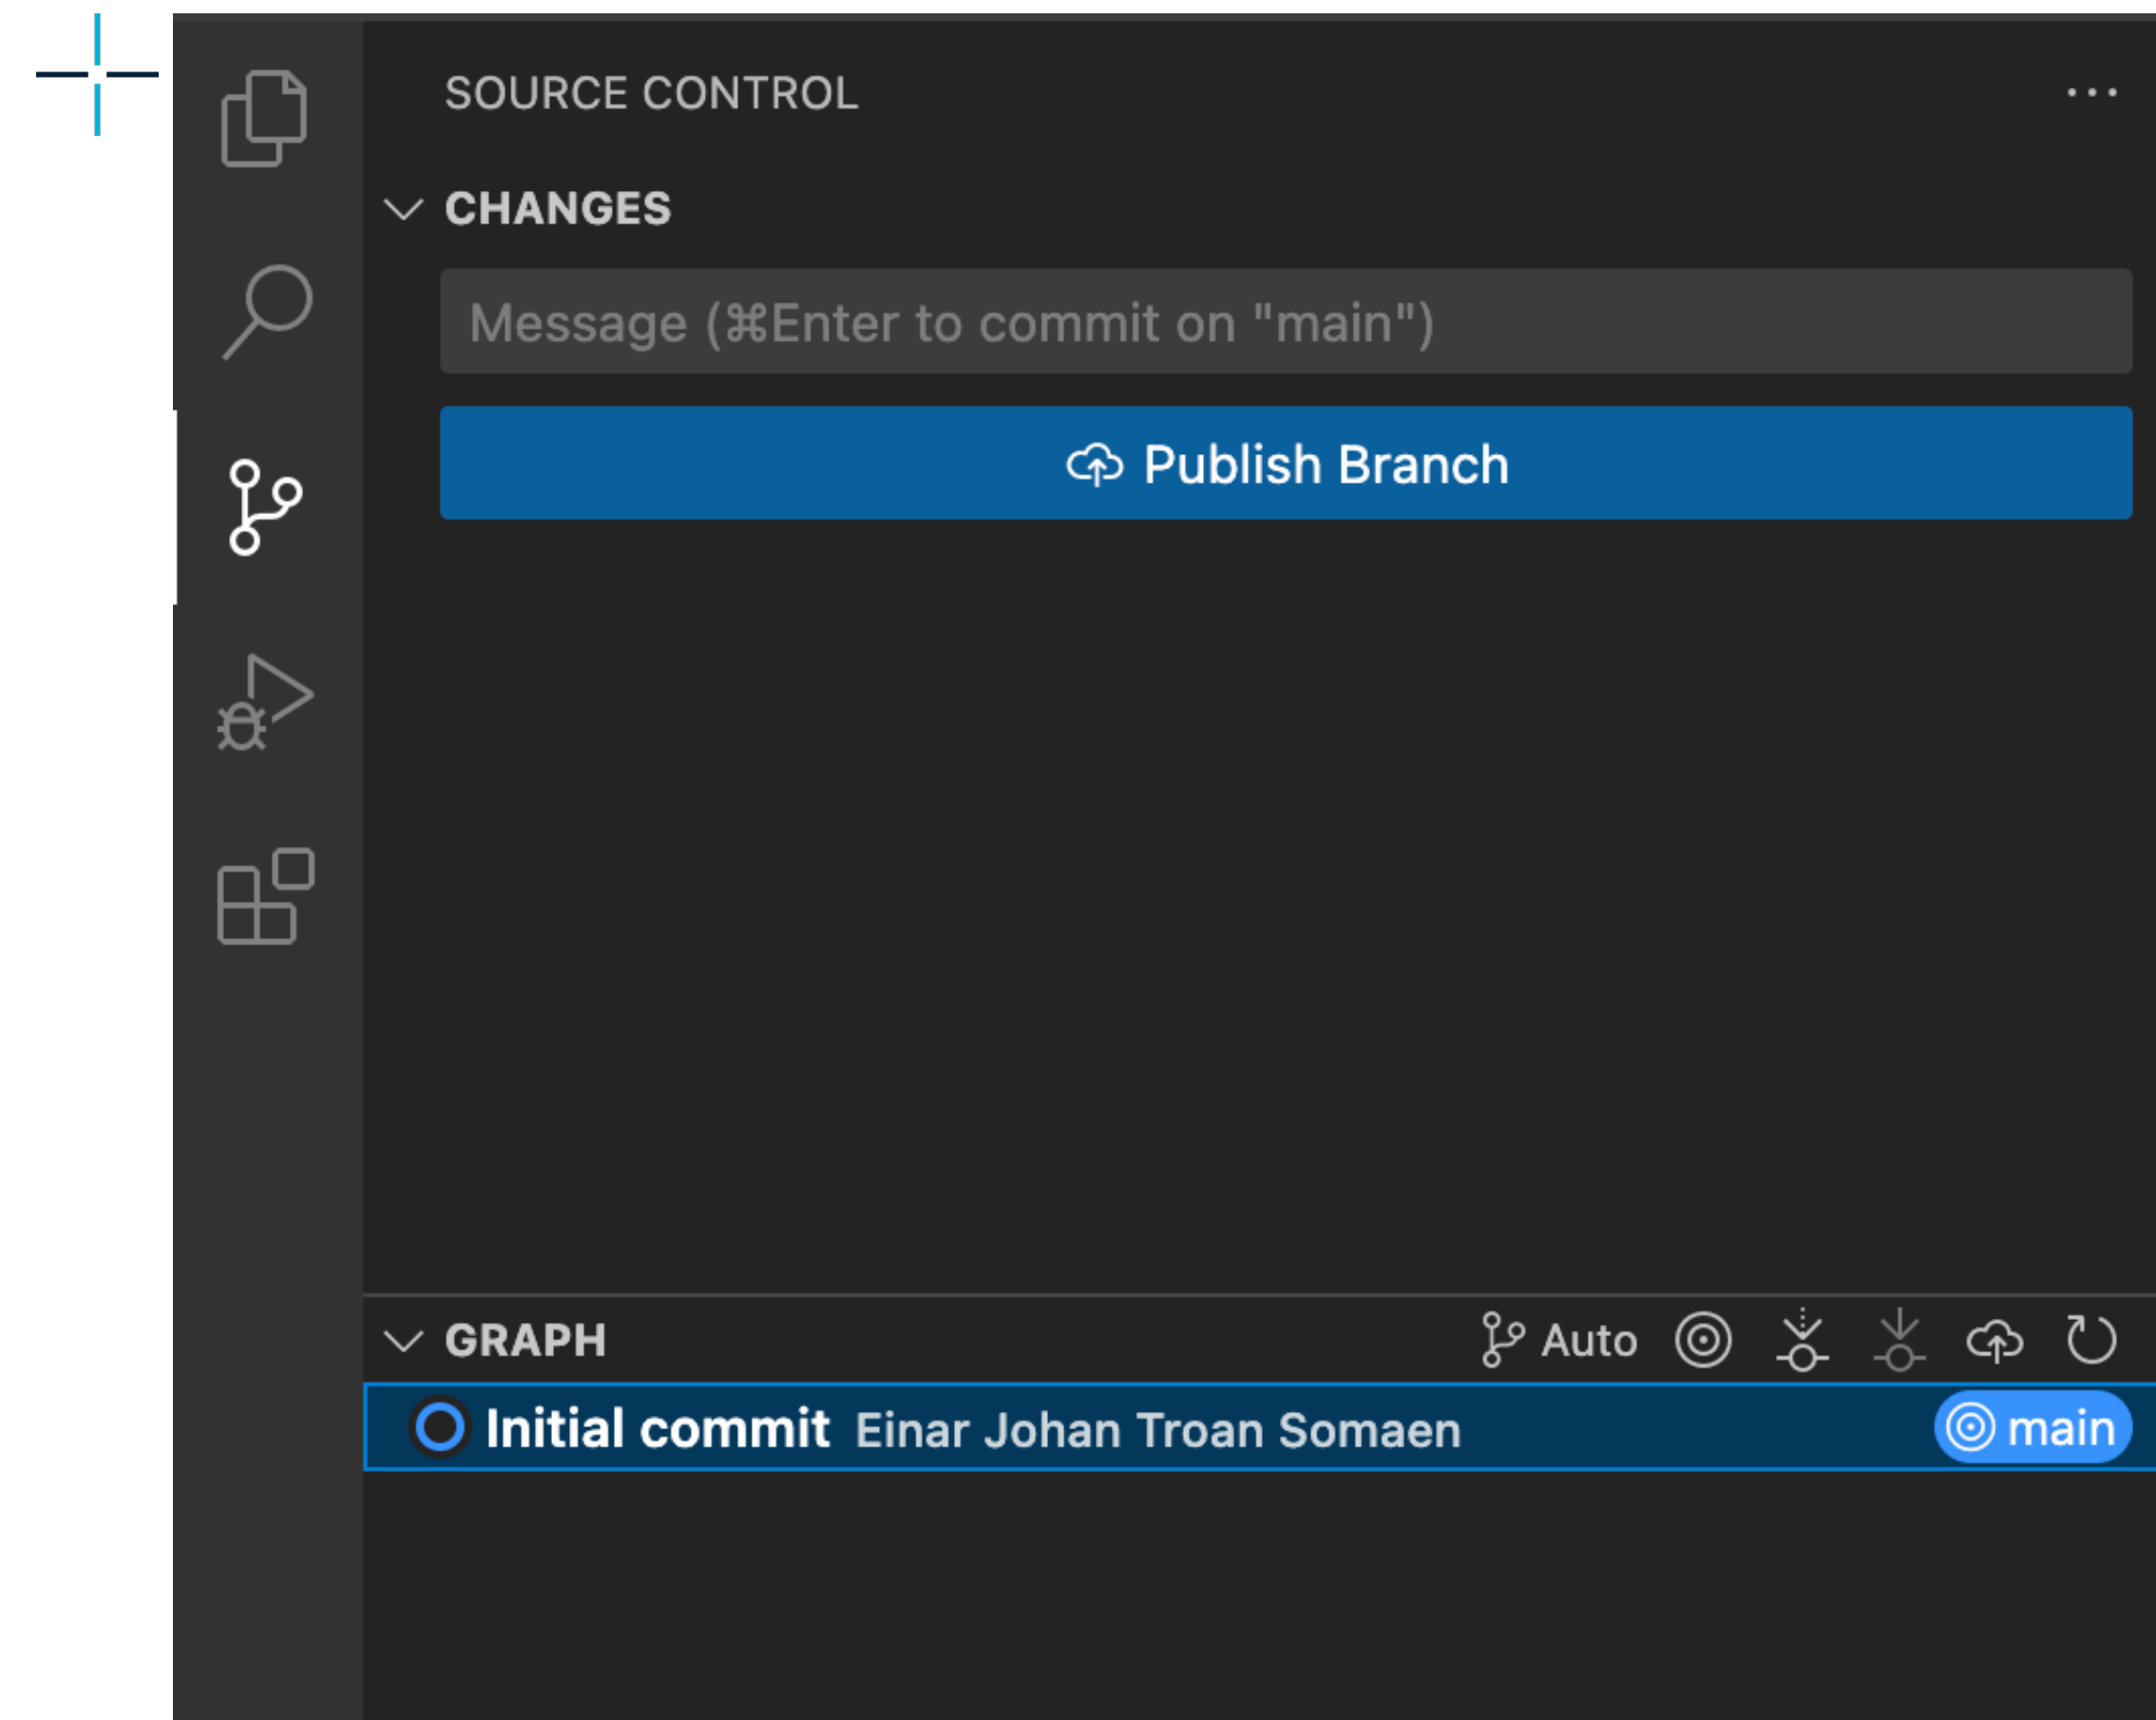 SOURCE CONTROL
CHANGES
Message (⌘Enter to commit on "main")
Publish Branch
GRAPH
Auto
Initial commit Einar Johan Troan Somaen
main